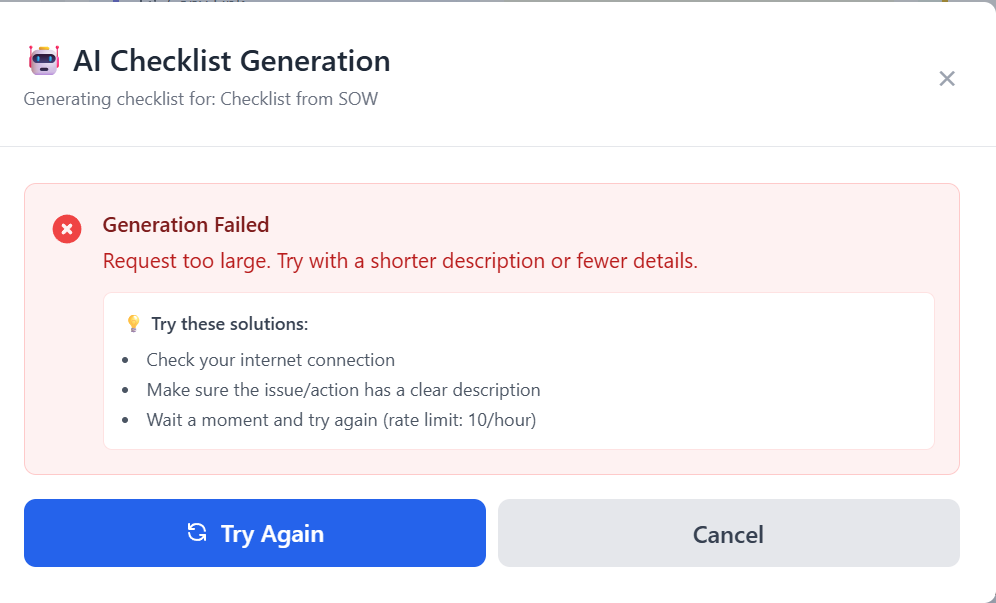 AI Checklist Generation
Generating checklist for: Checklist from SOW
Generation Failed
Request too large. Try with a shorter description or fewer details.
Try these solutions:
Check your internet connection
Make sure the issue/action has a clear description
Wait a moment and try again (rate limit: 10/hour)
Try Again
Cancel